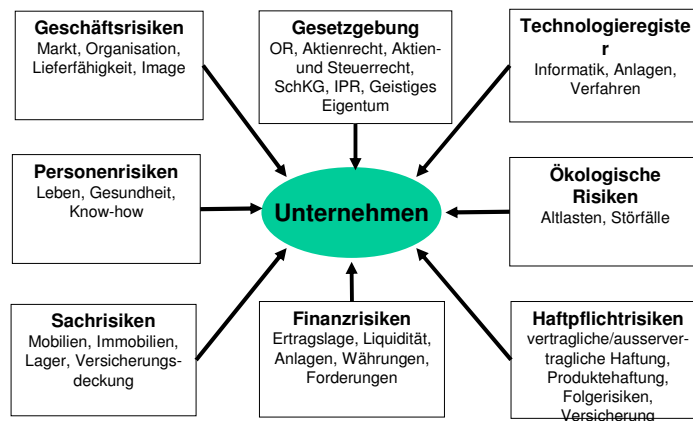 Geschäftsrisiken
Markt, Organisation,
Lieferfähigkeit, Image
Gesetzgebung
OR, Aktienrecht, Aktien-
und Steuerrecht,
SchKG, IPR, Geistiges
Eigentum
Technologieregiste
r
Informatik, Anlagen,
Verfahren
Personenrisiken
Leben, Gesundheit,
Know-how
Unternehmen
Ökologische
Risiken
Altlasten, Störfälle
Sachrisiken
Mobilien, Immobilien,
Lager, Versicherungs-
deckung
Finanzrisiken
Ertragslage, Liquidität,
Anlagen, Währungen,
Forderungen
Haftpflichtrisiken
vertragliche/ausserver-
tragliche Haftung,
Produktehaftung,
Folgerisiken,
Versicherung